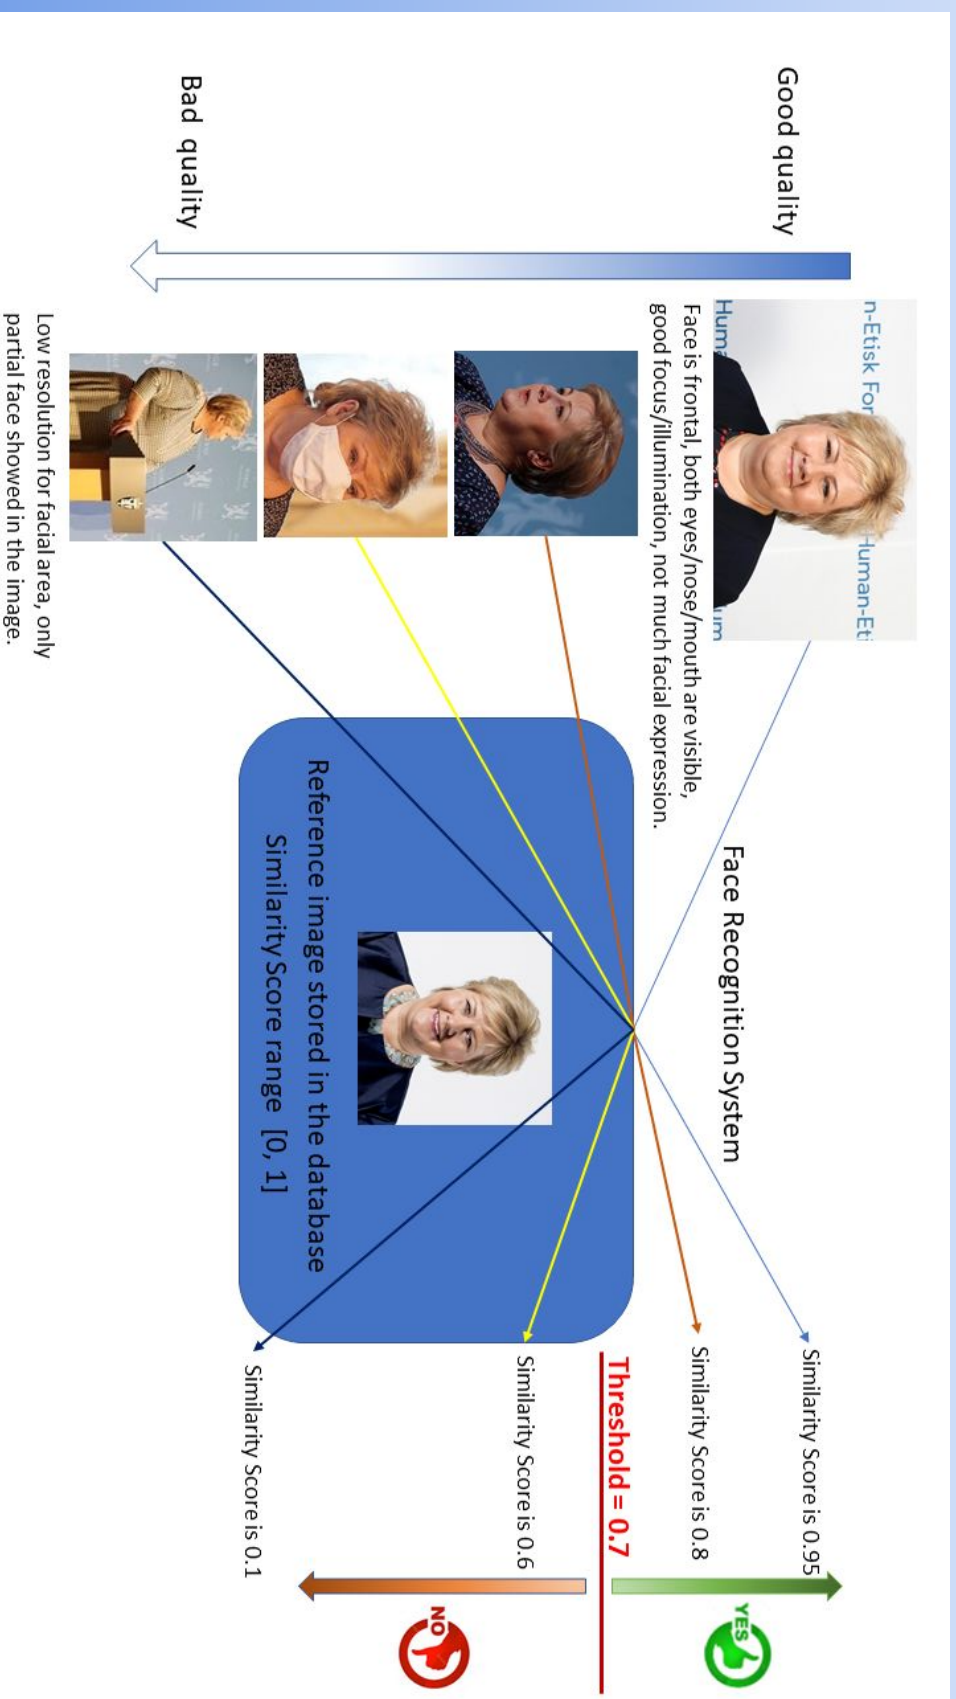 Good quality
Bad quality
n-Etisk For
Human-Eti
Huma
um
Face is frontal, both eyes/nose/mouth are visible,
good focus/illumination, not much facial expression.
Low resolution for facial area, only
partial face showed in the image.
Face Recognition System
Reference image stored in the database
Similarity Score range [0, 1]
Similarity Score is 0.95
Similarity Score is 0.8
Threshold = 0.7
Similarity Score is 0.6
Similarity Score is 0.1
YES
NO